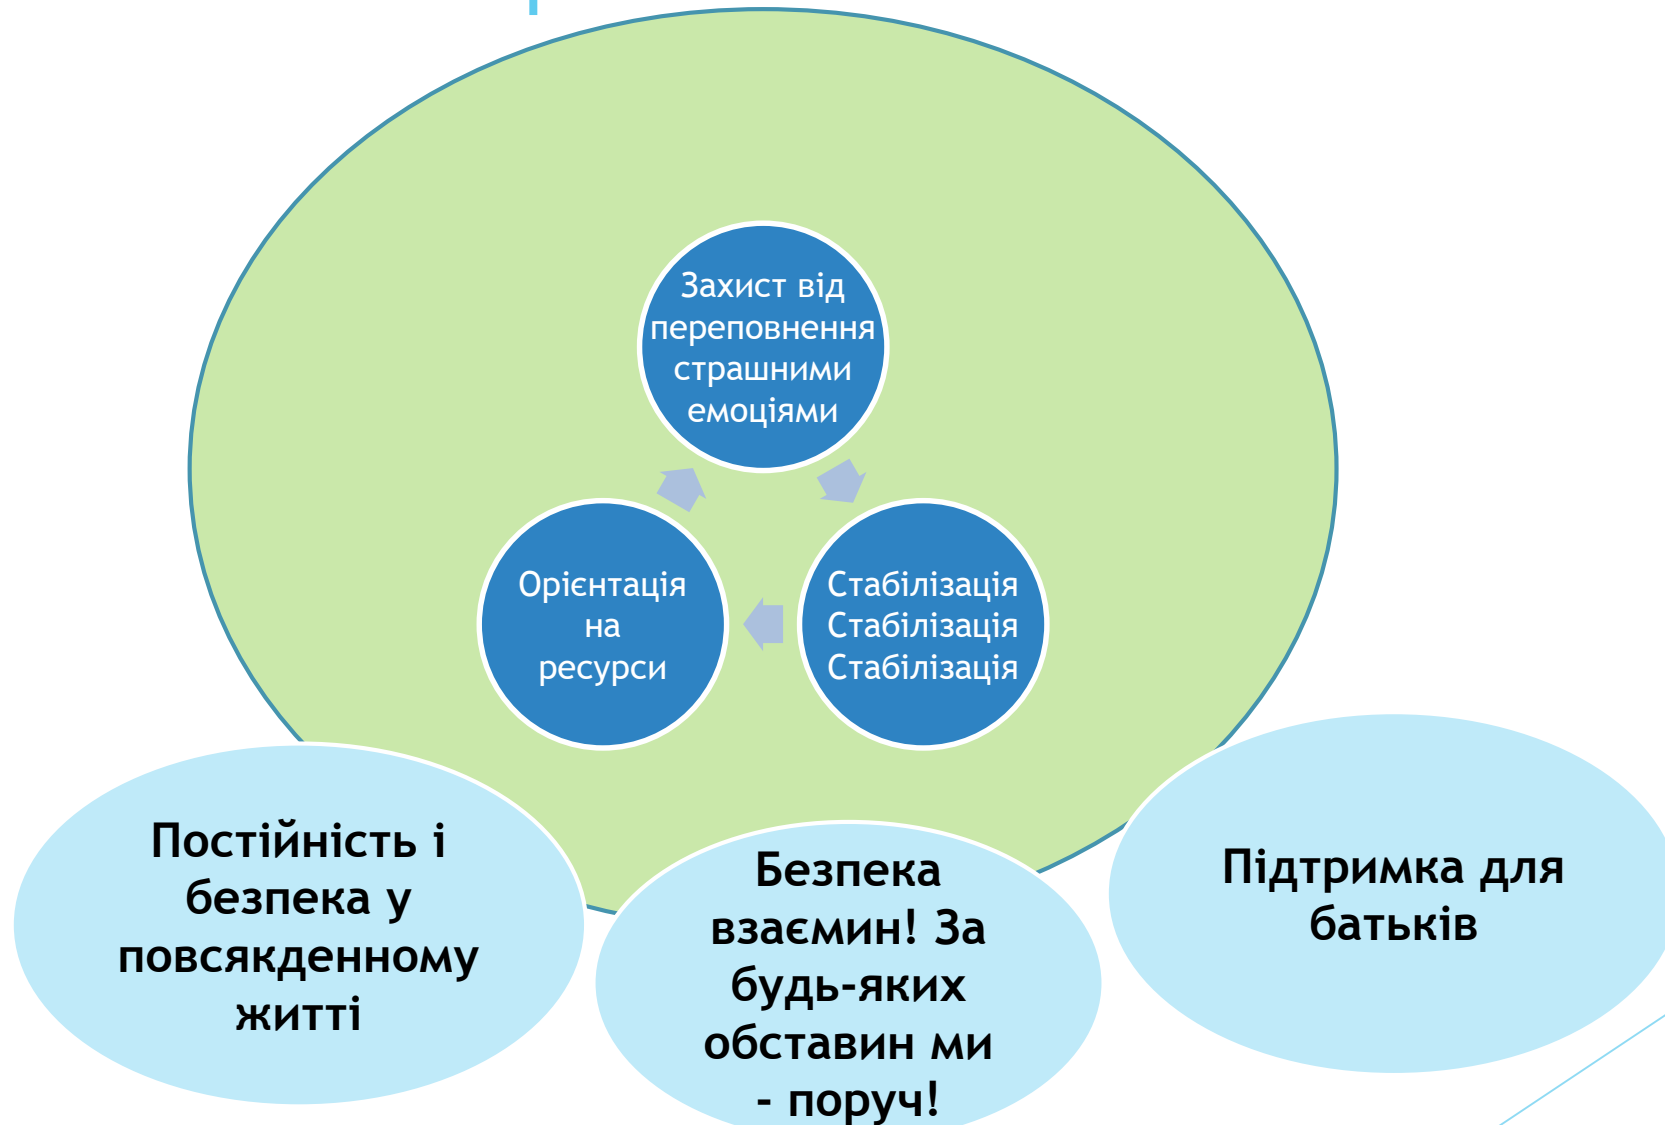 Захист від
переповнення
страшними
емоціями
Орієнтація
на
ресурси
Стабілізація
Стабілізація
Стабілізація
Постійність і
безпека у
повсякденному
житті
Безпека
взаємин! За
будь-яких
обставин ми
- поруч!
Підтримка для
батьків